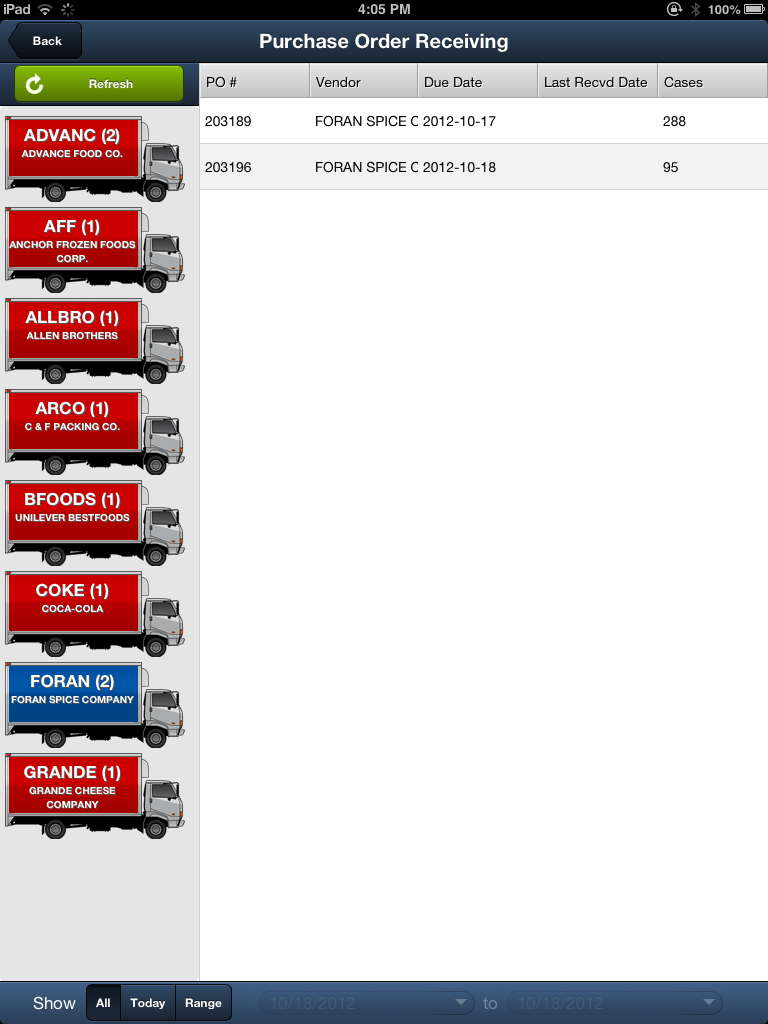 iPad 4:05 PM 100%
Back Purchase Order Receiving
Refresh PO # Vendor Due Date Last Recvd Date Cases
203189 FORAN SPICE C 2012-10-17 288
203196 FORAN SPICE C 2012-10-18 95
ADVANC (2)
ADVANCE FOOD CO.
AFF (1)
ANCHOR FROZEN FOODS
CORP.
ALLBRO (1)
ALLEN BROTHERS
ARCO (1)
C & F PACKING CO.
BFOODS (1)
UNILEVER BESTFOODS
COKE (1)
COCA-COLA
FORAN (2)
FORAN SPICE COMPANY
GRANDE (1)
GRANDE CHEESE
COMPANY
Show All Today Range 10/18/2012 to 10/18/2012